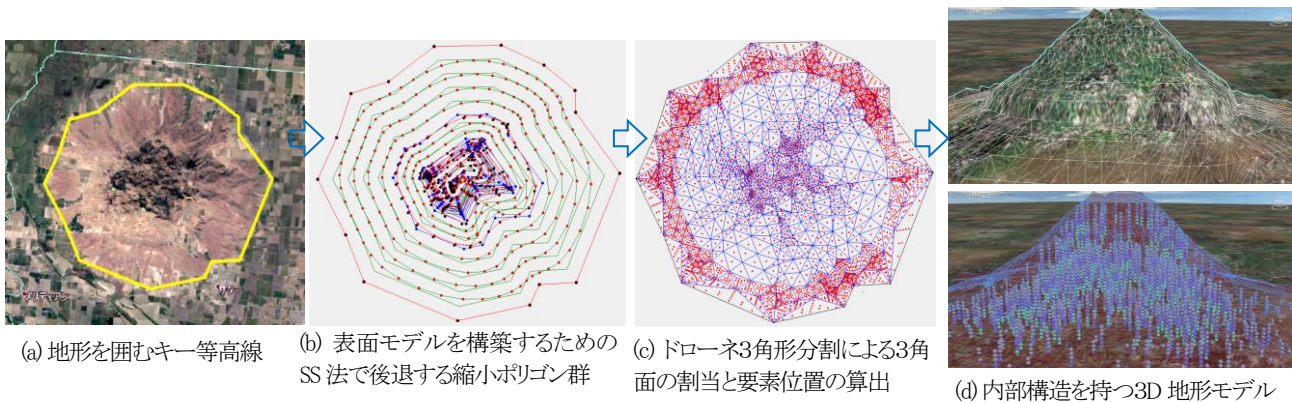 (a) 地形を囲むキー等高線
(b) 表面モデルを構築するための
SS 法で後退する縮小ポリゴン群
(c) ドローネ3角形分割による3角
面の割当と要素位置の算出
(d) 内部構造を持つ3D 地形モデル